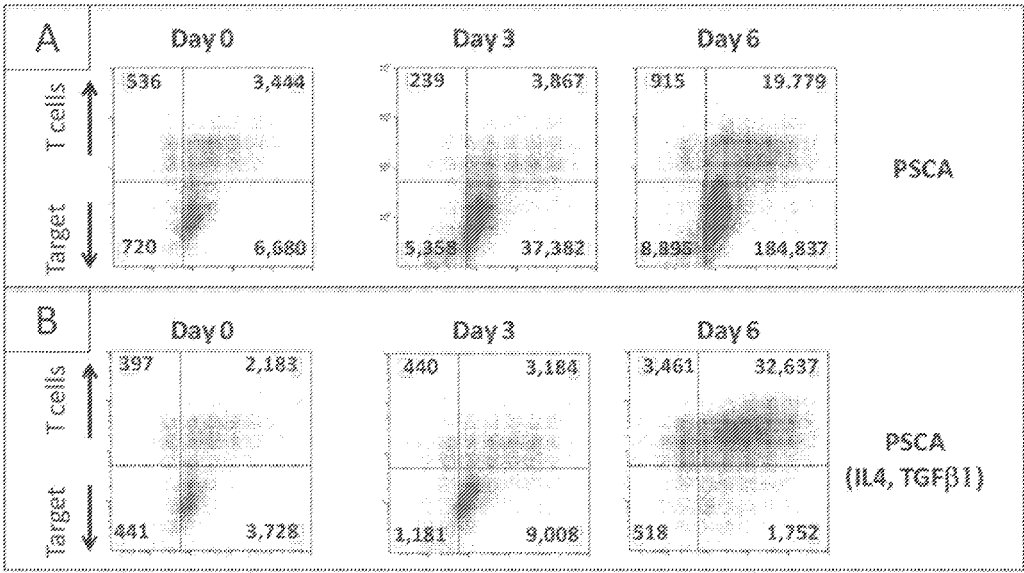 A
Day 0
Day 3
Day 6
T cells
Target
536 3,444
720 6,680
239 3,867
5,358 37,382
915 19.779
8,895 184,837
PSCA
B
Day 0
Day 3
Day 6
T cells
Target
397 2,183
441 3,728
440 3,184
1,181 9,008
3,461 32,637
518 1,752
PSCA
(IL4, TGFβ1)